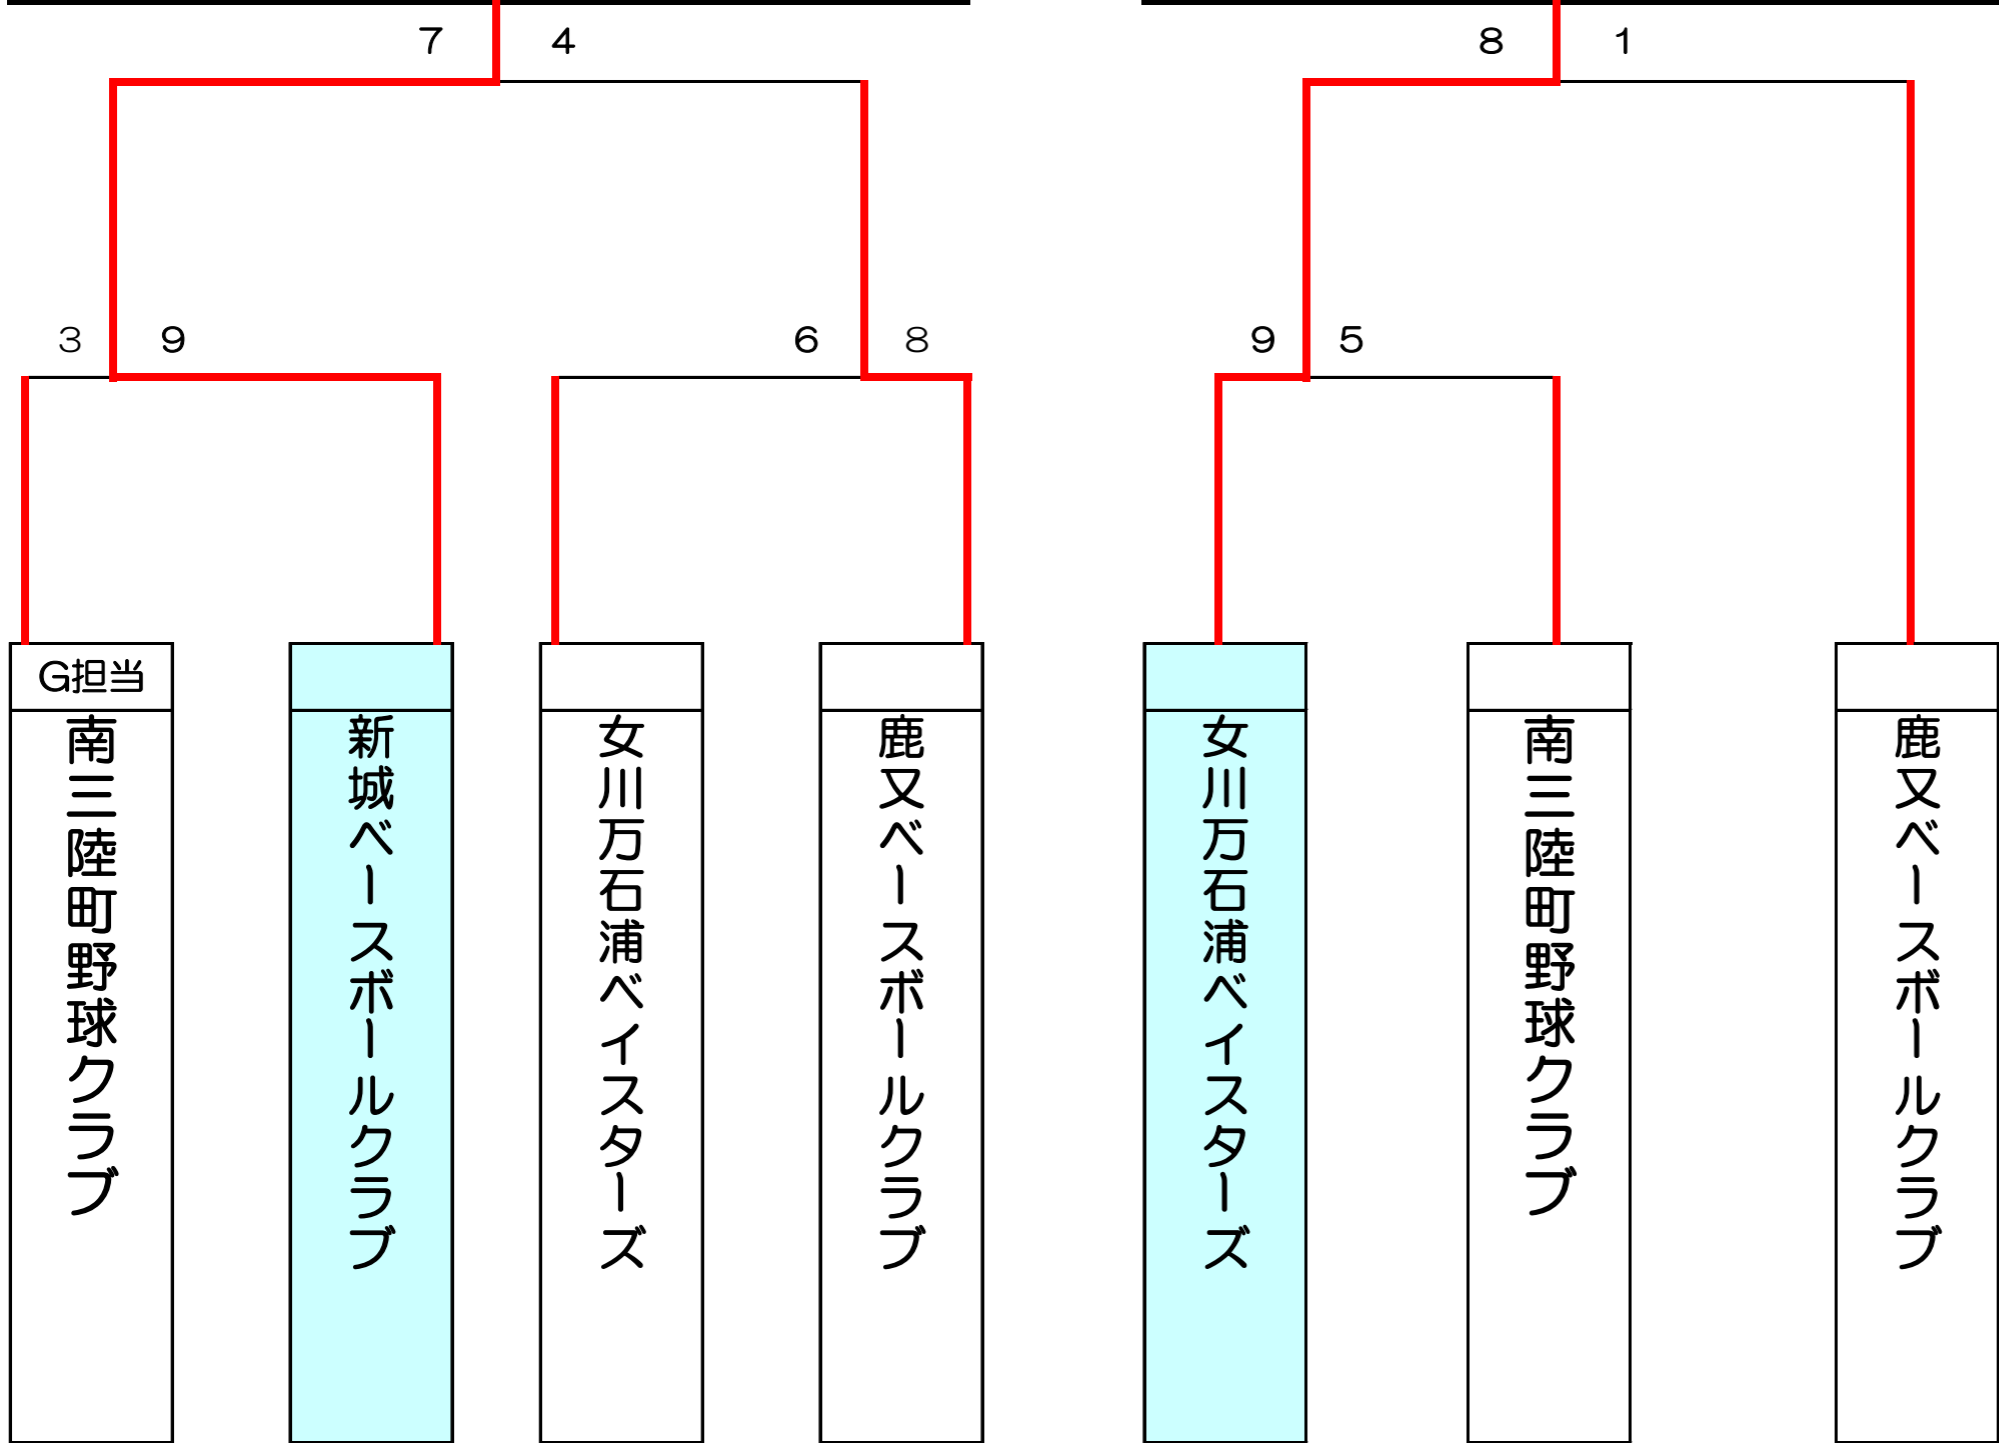 7 4 8 1
3 9 6 8 9 5
G担当
南三陸町野球クラブ
新城ベースボールクラブ
女川万石浦ベイスターズ
鹿又ベースボールクラブ
女川万石浦ベイスターズ
南三陸町野球クラブ
鹿又ベースボールクラブ